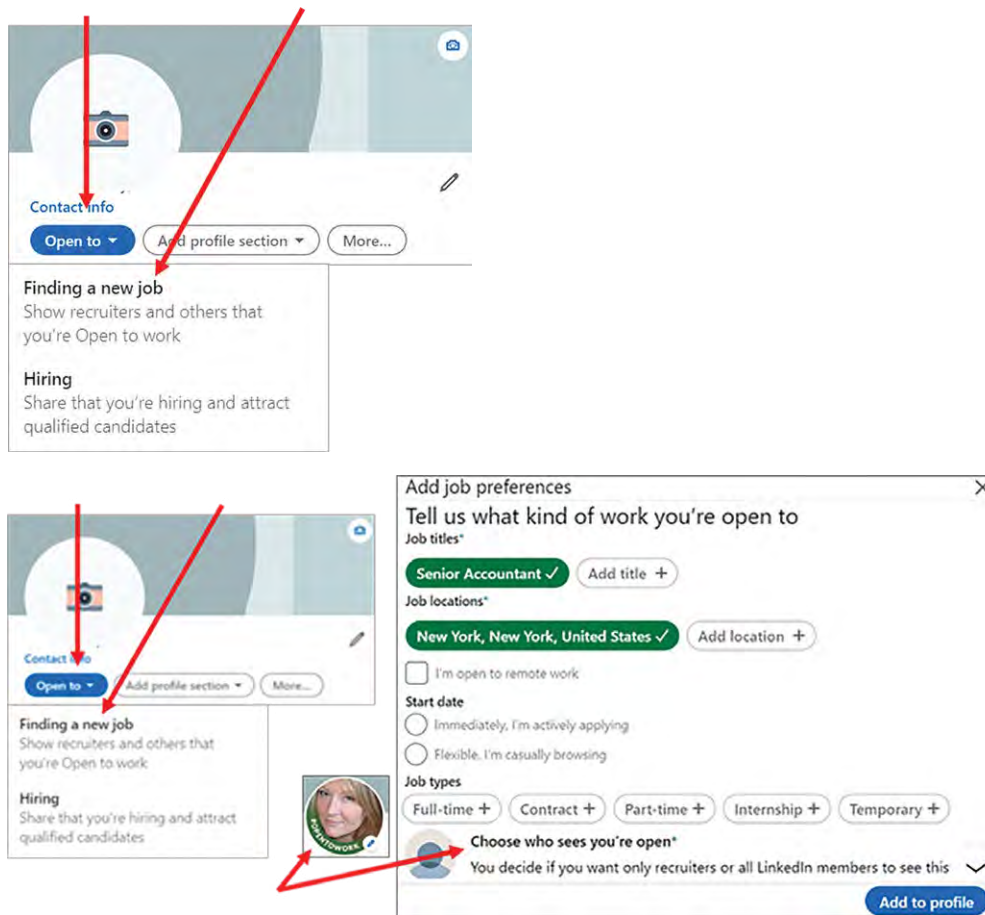 Contact info
Open to
Add profile section
More...
Finding a new job
Show recruiters and others that
you're Open to work
Hiring
Share that you're hiring and attract
qualified candidates
Contact info
Open to
Add profile section
More...
Finding a new job
Show recruiters and others that
you're Open to work
Hiring
Share that you're hiring and attract
qualified candidates
#OPENTOWORK
Add job preferences
Tell us what kind of work you're open to
Job titles*
Senior Accountant ✓ Add title +
Job locations*
New York, New York, United States ✓ Add location +
I'm open to remote work
Start date
Immediately, I'm actively applying
Flexible, I'm casually browsing
Job types
Full-time + Contract + Part-time + Internship + Temporary +
Choose who sees you're open*
You decide if you want only recruiters or all LinkedIn members to see this
Add to profile